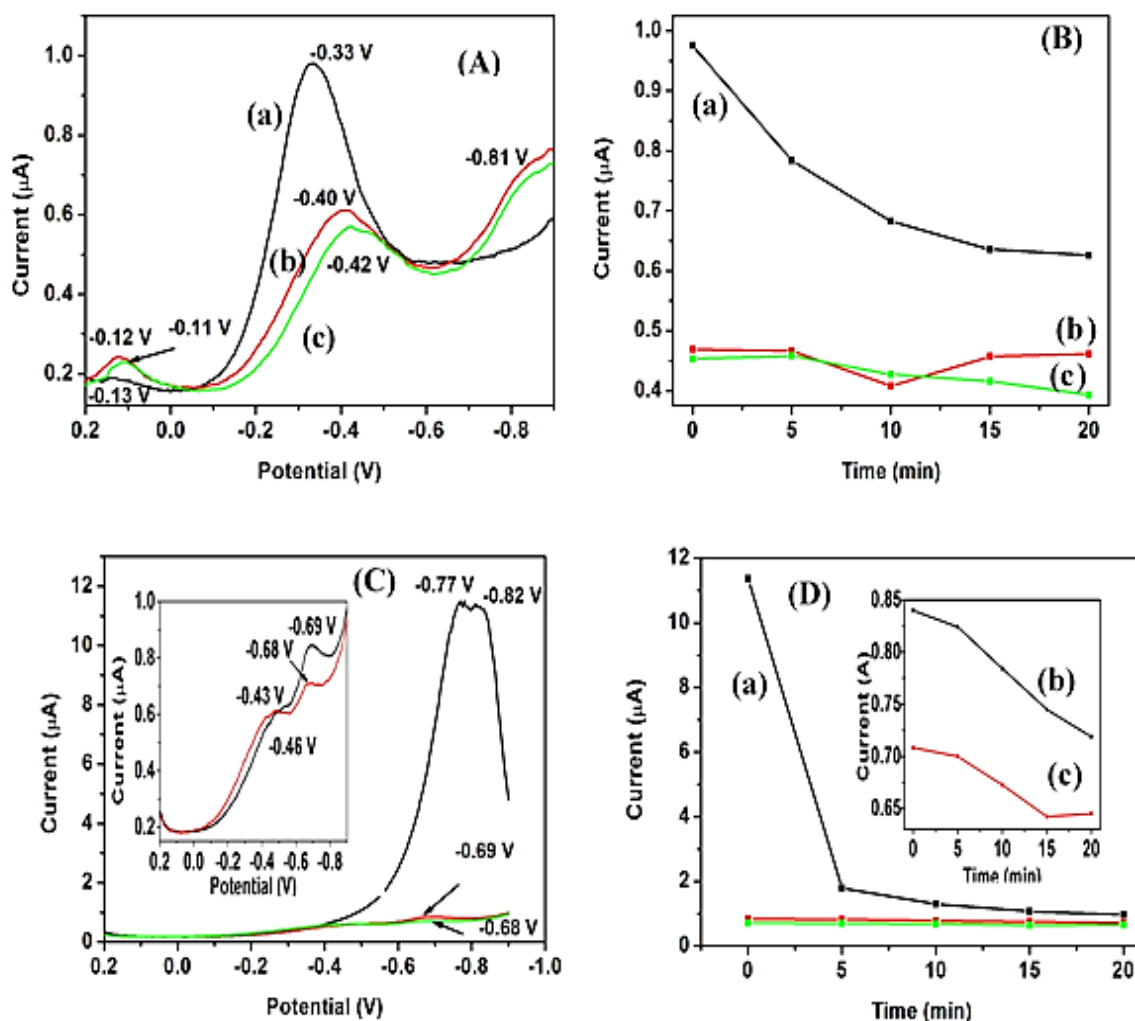 (A)
-0.33 V
(a)
-0.81 V
-0.40 V
(b)
-0.42 V
-0.12 V
-0.11 V
(c)
-0.13 V
1.0
0.8
0.6
0.4
0.2
Current (μA)
0.2 0.0 -0.2 -0.4 -0.6 -0.8
Potential (V)
(B)
(a)
(b)
(c)
1.0
0.9
0.8
0.7
0.6
0.5
0.4
Current (μA)
0 5 10 15 20
Time (min)
(C)
-0.77 V
-0.82 V
-0.69 V
-0.68 V
13
12
11
10
9
8
7
6
5
4
3
2
1
0
Current (μA)
0.2 0.0 -0.2 -0.4 -0.6 -0.8 -1.0
Potential (V)
-0.69 V
-0.68 V
-0.43 V
-0.46 V
1.0
0.8
0.6
0.4
0.2
Current (μA)
0.2 0.0 -0.2 -0.4 -0.6 -0.8
Potential (V)
(D)
(a)
12
10
8
6
4
2
0
Current (μA)
0 5 10 15 20
Time (min)
(b)
(c)
0.85
0.80
0.75
0.70
0.65
Current (A)
0 5 10 15 20
Time (min)